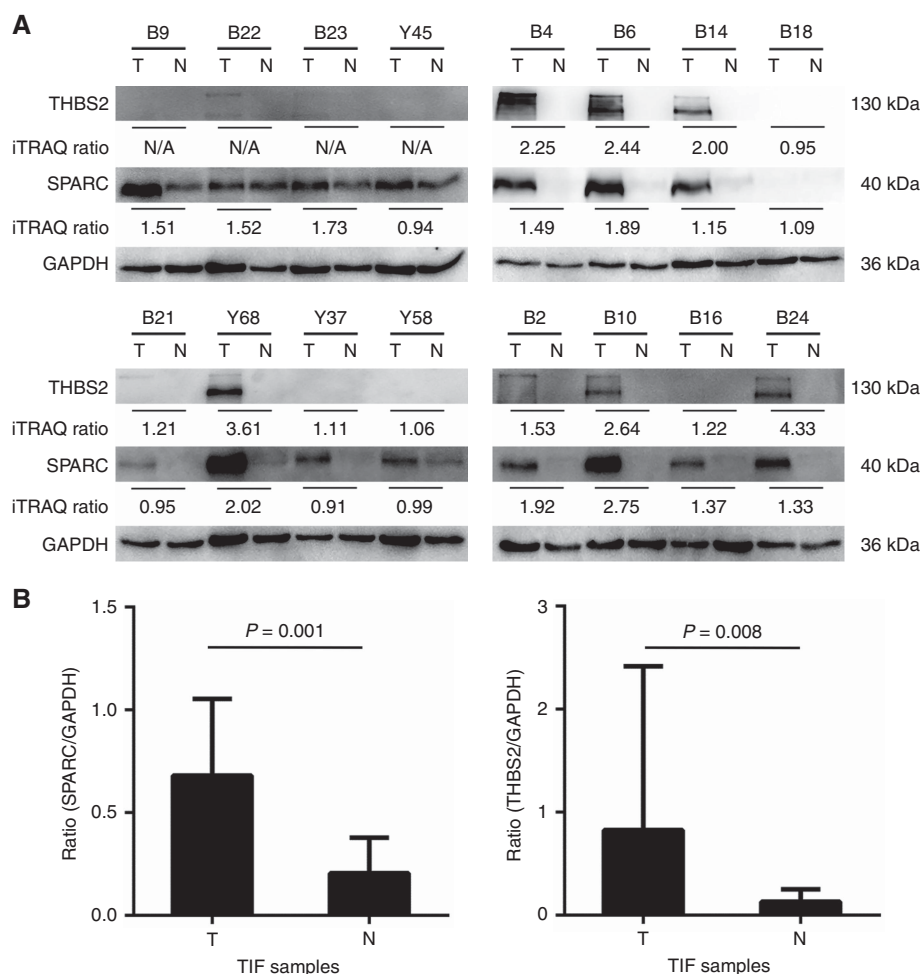 A
B9 B22 B23 Y45
T N T N T N T N
THBS2
iTRAQ ratio N/A N/A N/A N/A
SPARC
iTRAQ ratio 1.51 1.52 1.73 0.94
GAPDH
B4 B6 B14 B18
T N T N T N T N
130 kDa
2.25 2.44 2.00 0.95
40 kDa
1.49 1.89 1.15 1.09
36 kDa
B21 Y68 Y37 Y58
T N T N T N T N
THBS2
iTRAQ ratio 1.21 3.61 1.11 1.06
SPARC
iTRAQ ratio 0.95 2.02 0.91 0.99
GAPDH
B2 B10 B16 B24
T N T N T N T N
130 kDa
1.53 2.64 1.22 4.33
40 kDa
1.92 2.75 1.37 1.33
36 kDa
B
Ratio (SPARC/GAPDH)
1.5
1.0
0.5
0.0
P = 0.001
T N
TIF samples
Ratio (THBS2/GAPDH)
3
2
1
0
P = 0.008
T N
TIF samples